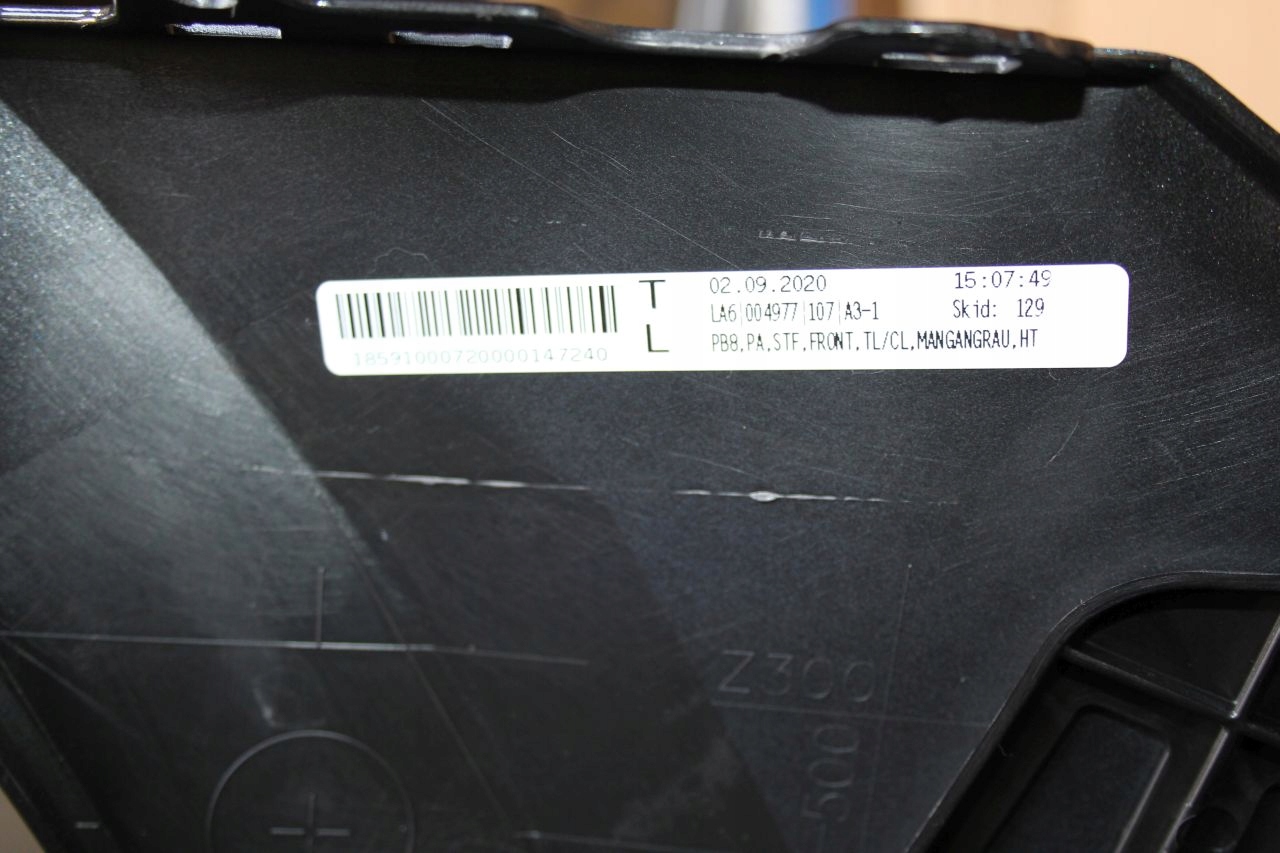 T 02.09.2020 15:07:49
LA6|004977|107|A3-1 Skid: 129
L PB8,PA,STF,FRONT,TL/CL,MANGANGRAU,HT
18591000720000147240
Z300
-500